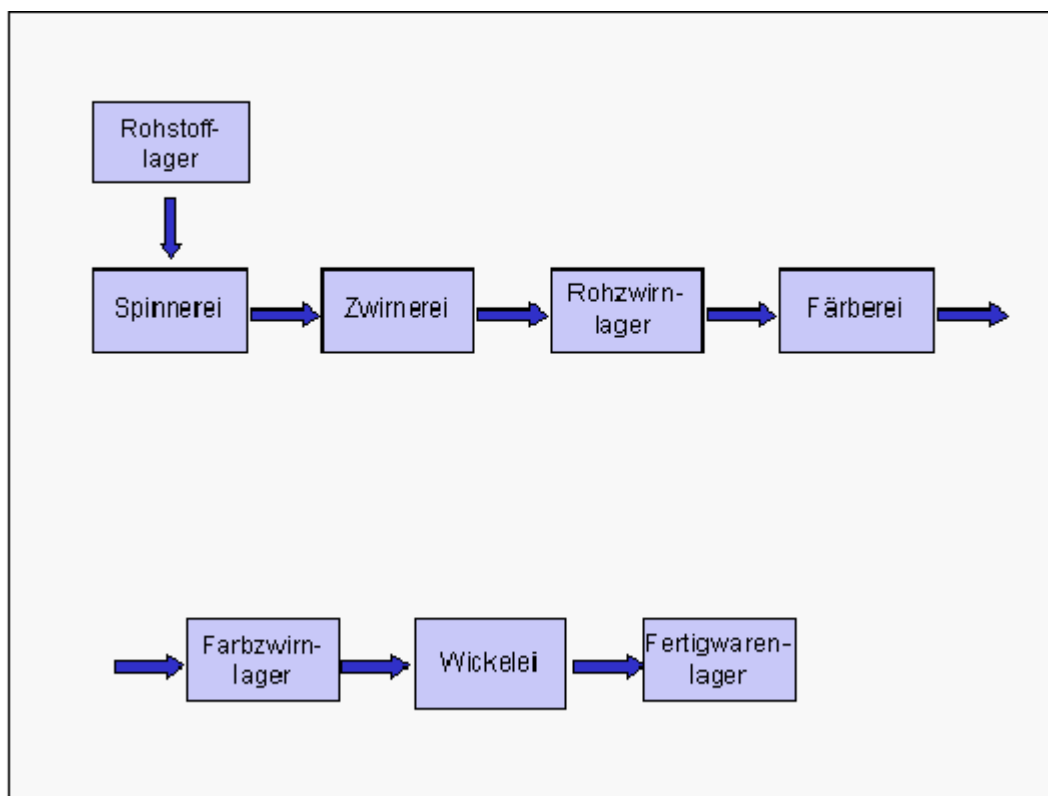 Rohstoff-
lager
Spinnerei
Zwirnerei
Rohzwirn-
lager
Färberei
Farbzwirn-
lager
Wickelei
Fertigwaren-
lager